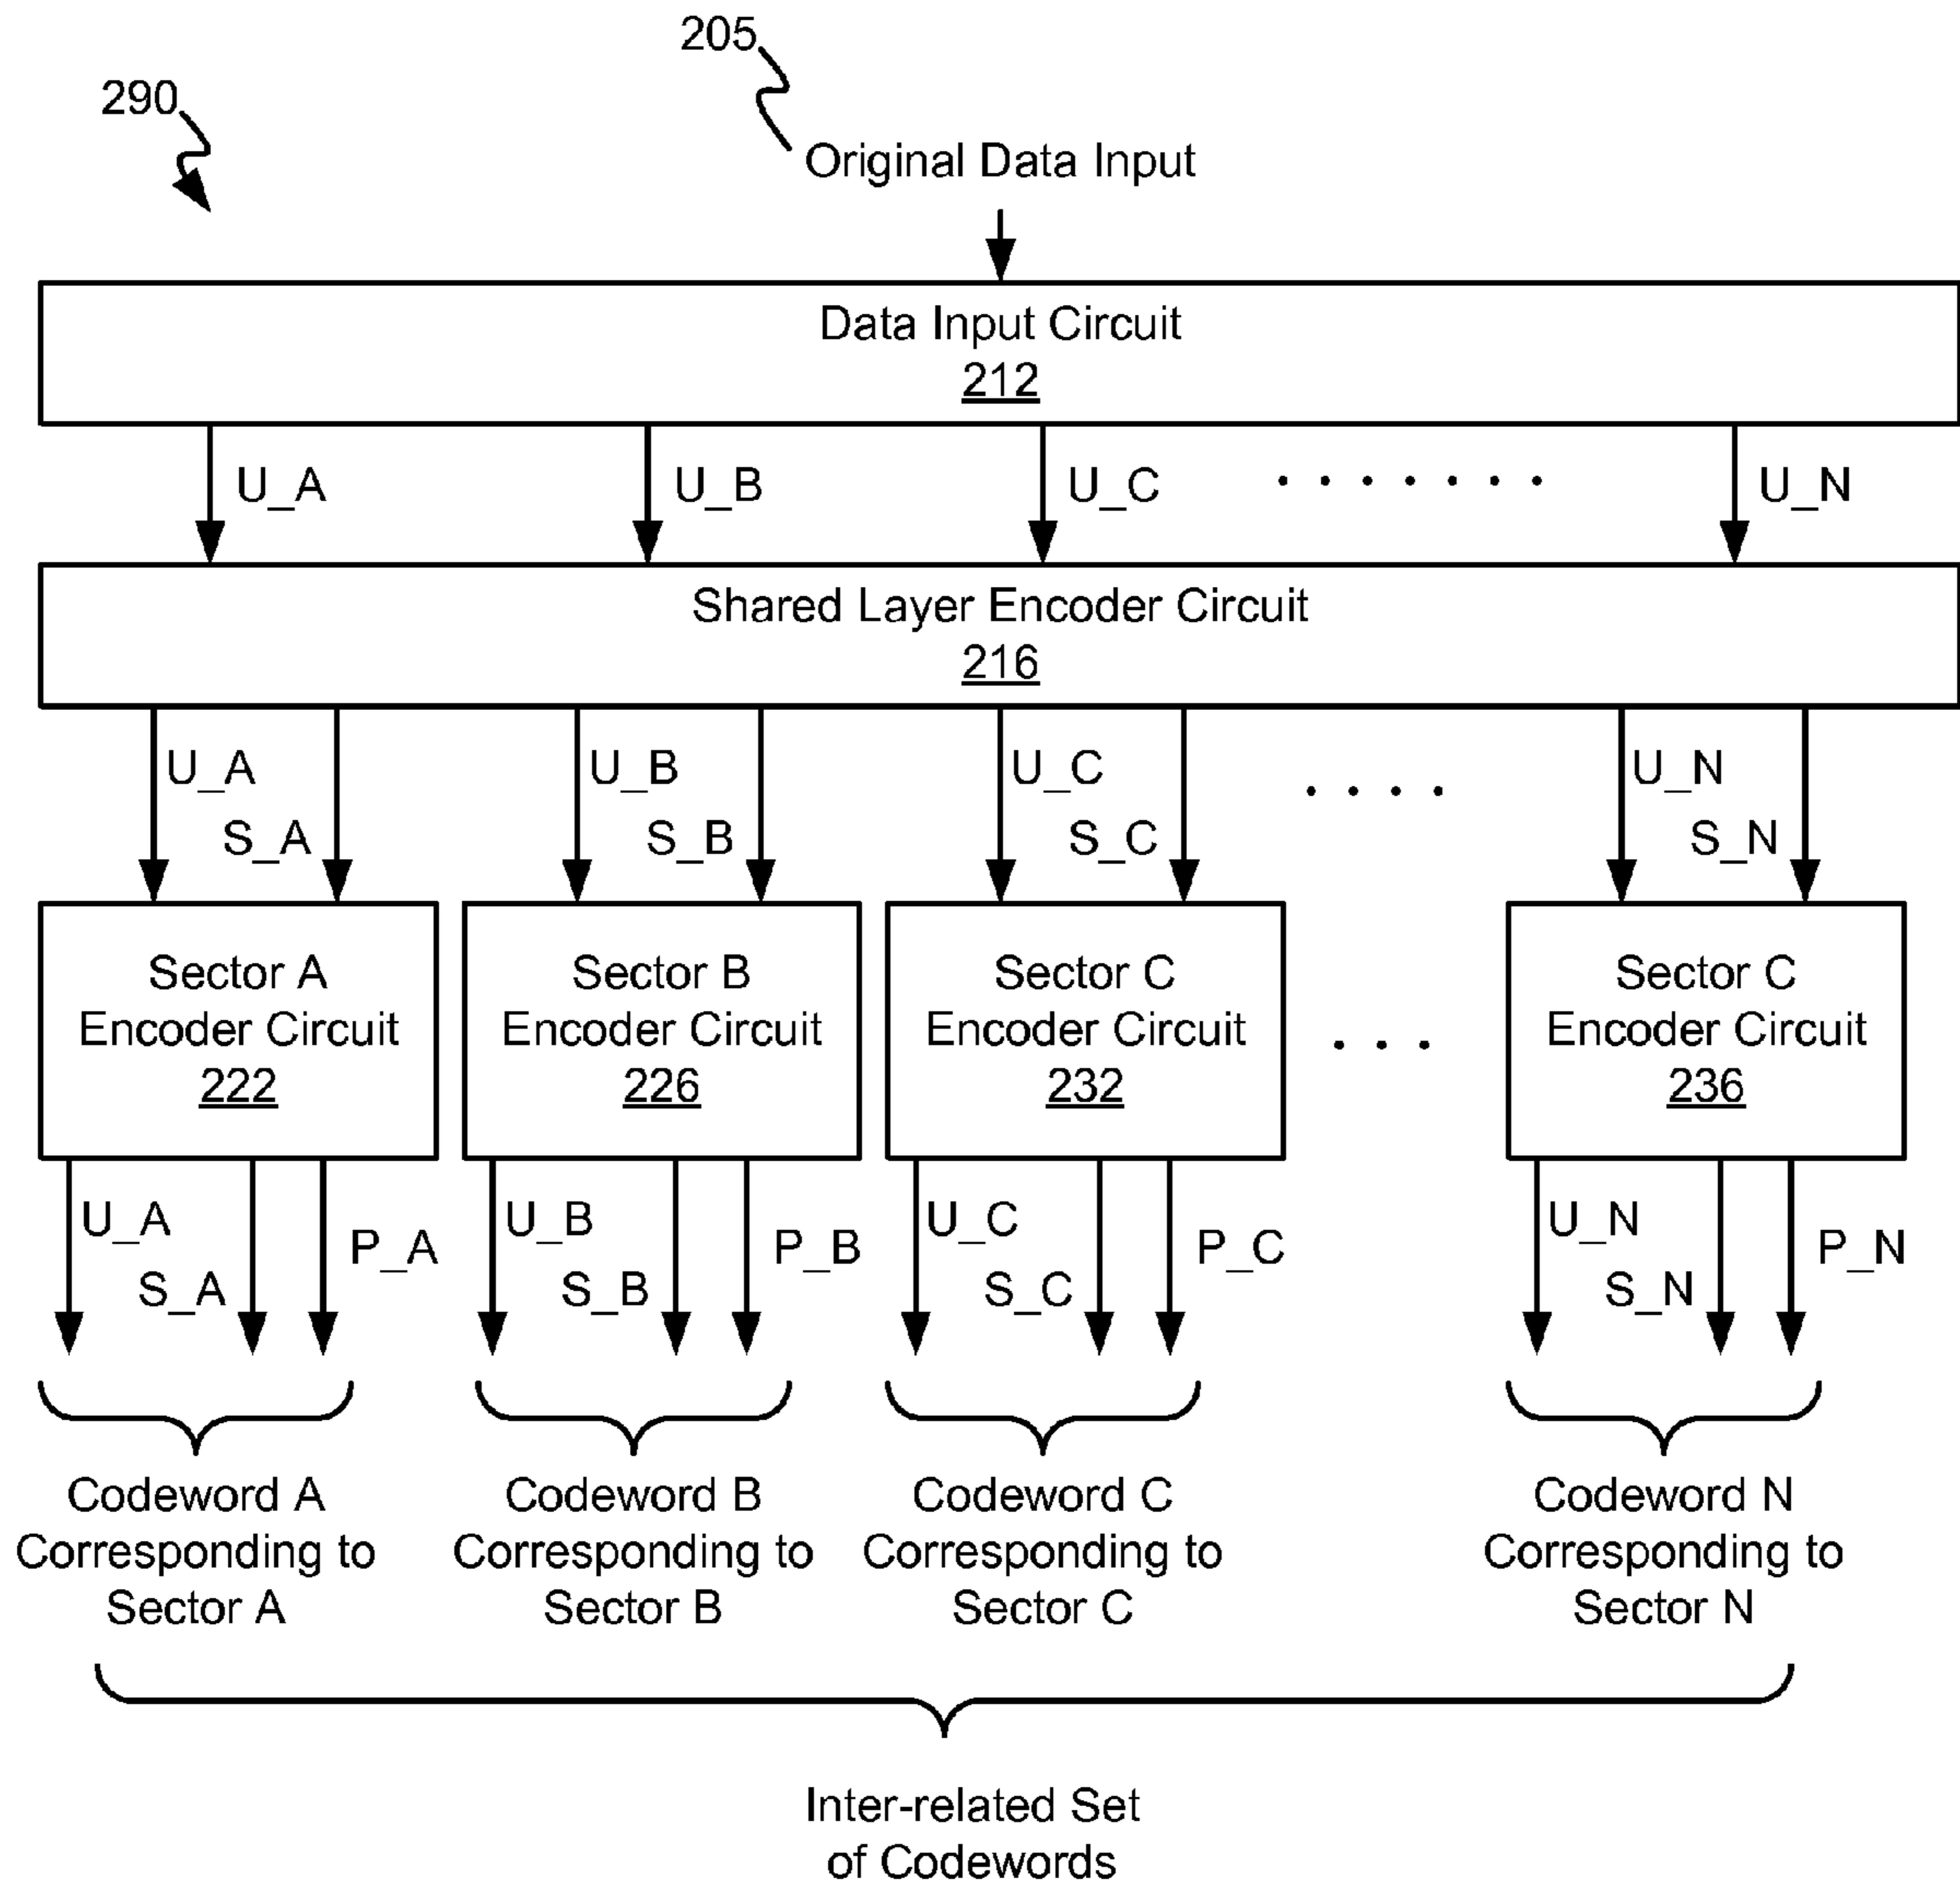 205
290
Original Data Input
Data Input Circuit
212
U_A
U_B
U_C
U_N
Shared Layer Encoder Circuit
216
U_A
S_A
U_B
S_B
U_C
S_C
U_N
S_N
Sector A
Encoder Circuit
222
Sector B
Encoder Circuit
226
Sector C
Encoder Circuit
232
Sector C
Encoder Circuit
236
U_A
S_A
P_A
U_B
S_B
P_B
U_C
S_C
P_C
U_N
S_N
P_N
Codeword A
Corresponding to
Sector A
Codeword B
Corresponding to
Sector B
Codeword C
Corresponding to
Sector C
Codeword N
Corresponding to
Sector N
Inter-related Set
of Codewords